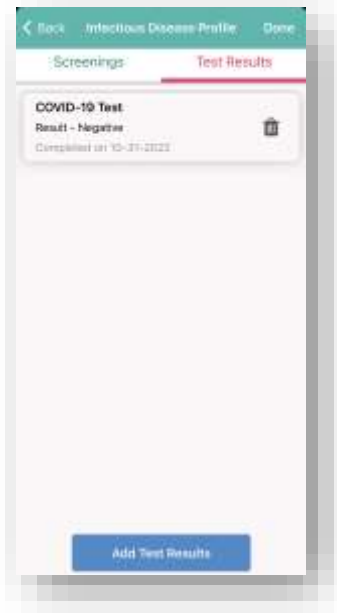 Back Infectious Disease Profile Done
Screenings Test Results
COVID-19 Test
Result - Negative
Completed on 10-31-2022
Add Test Results